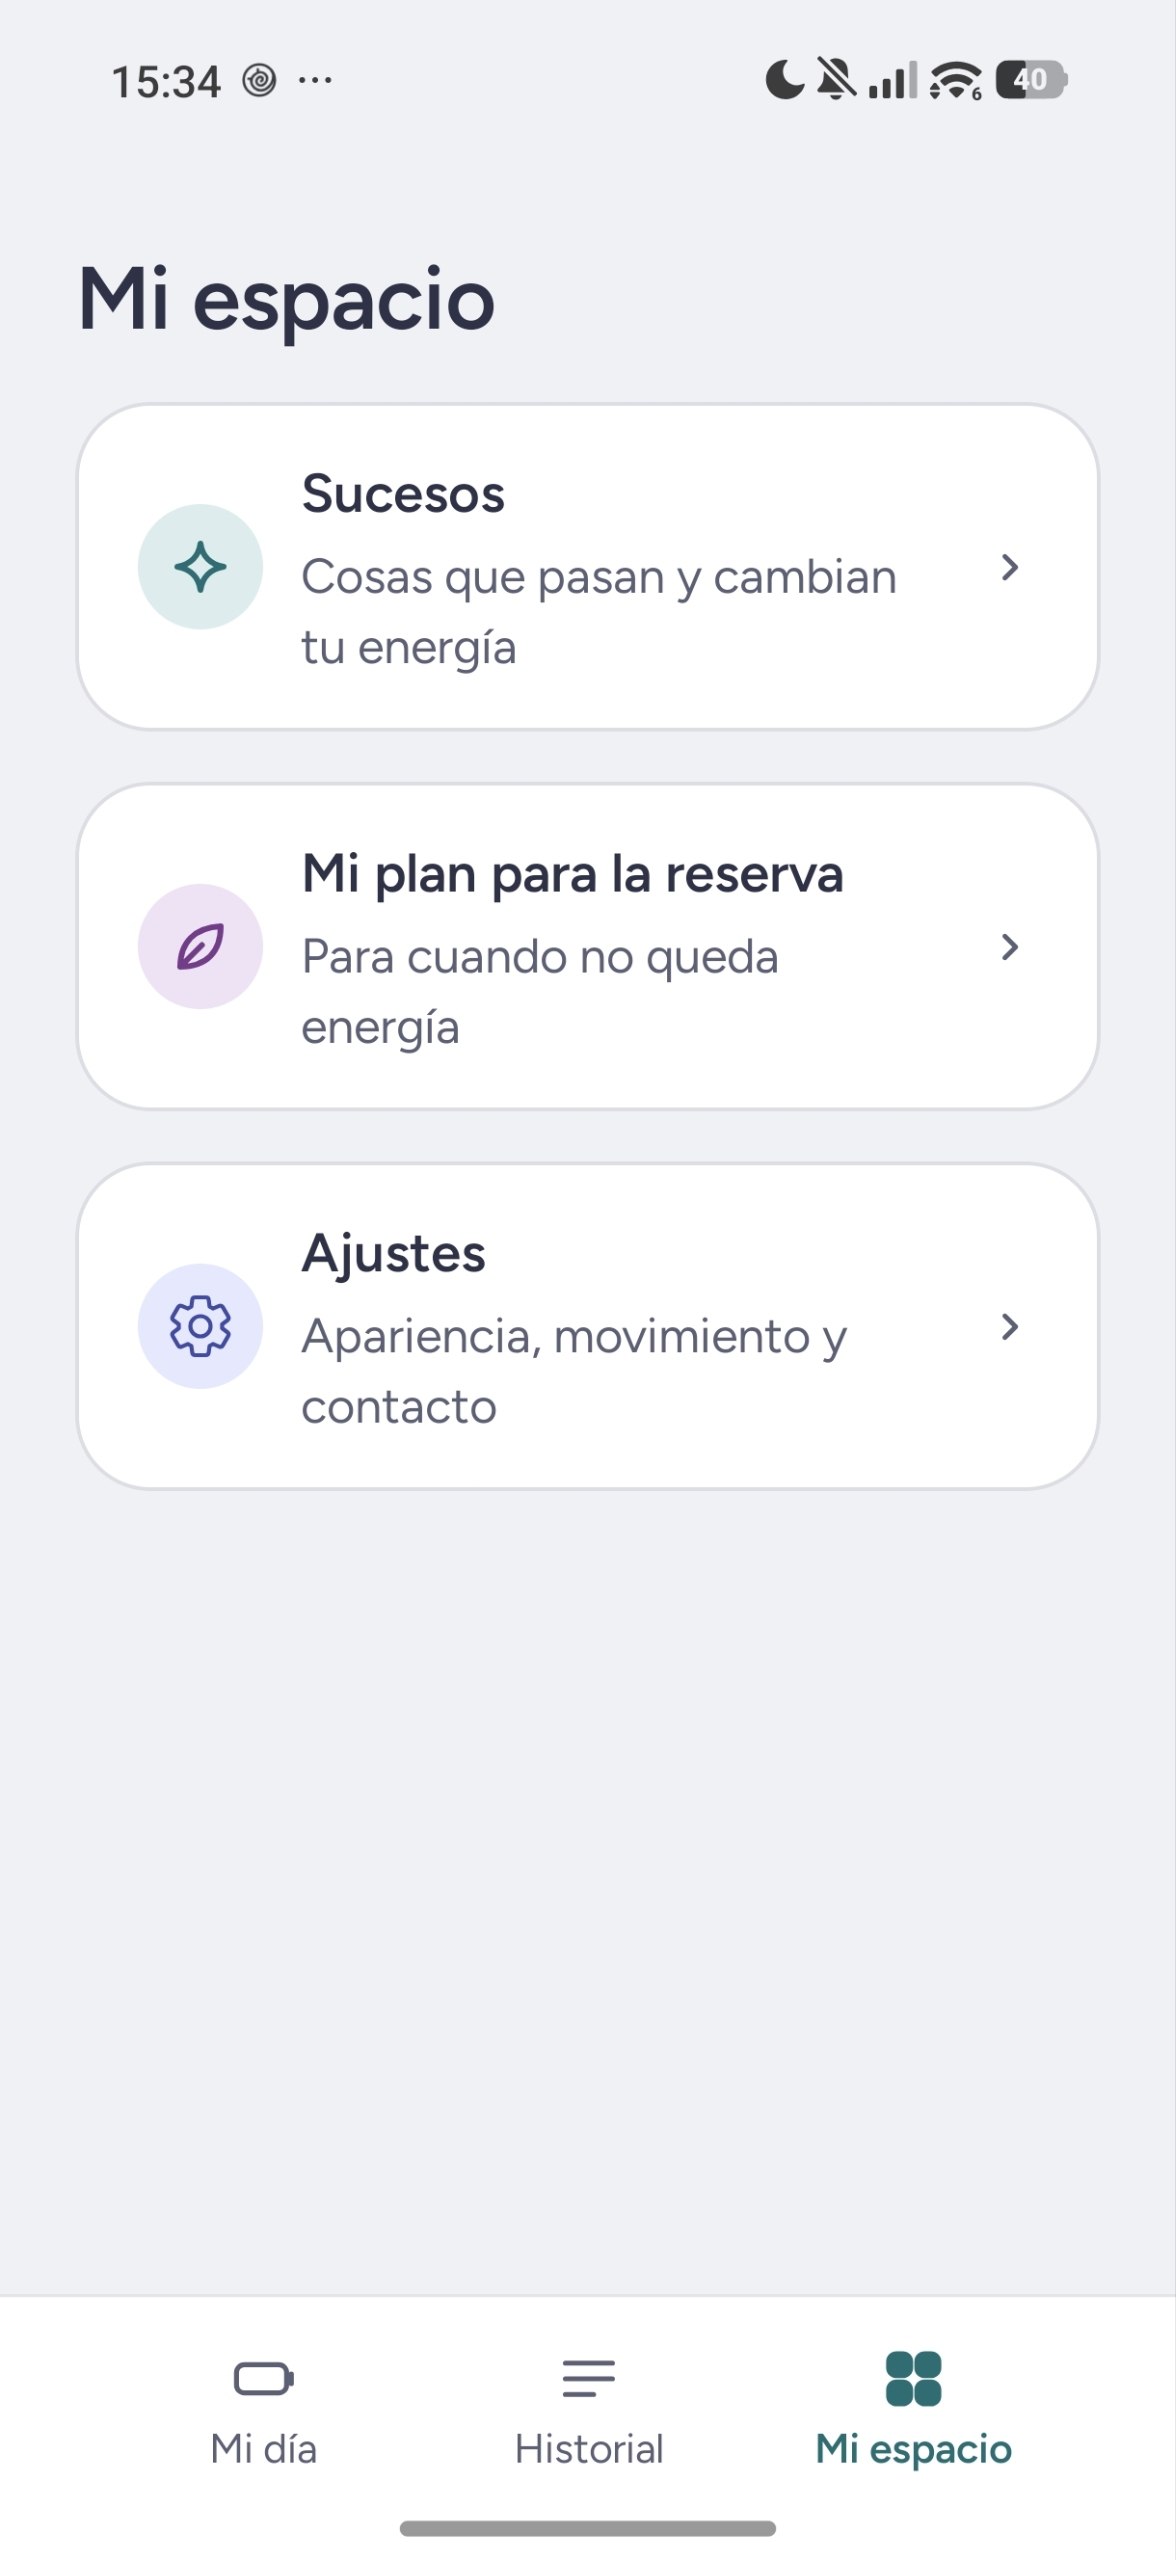 15:34
6
40
Mi espacio
Sucesos
Cosas que pasan y cambian
tu energía
Mi plan para la reserva
Para cuando no queda
energía
Ajustes
Apariencia, movimiento y
contacto
Mi día
Historial
Mi espacio